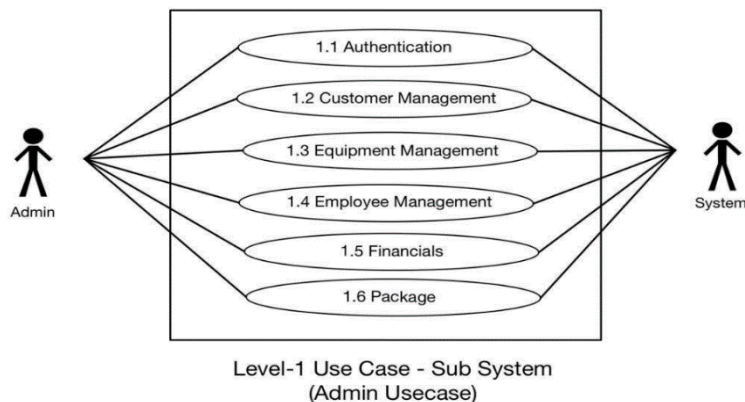 1.1 Authentication
1.2 Customer Management
1.3 Equipment Management
1.4 Employee Management
1.5 Financials
1.6 Package
Admin
System
Level-1 Use Case - Sub System
(Admin Usecase)